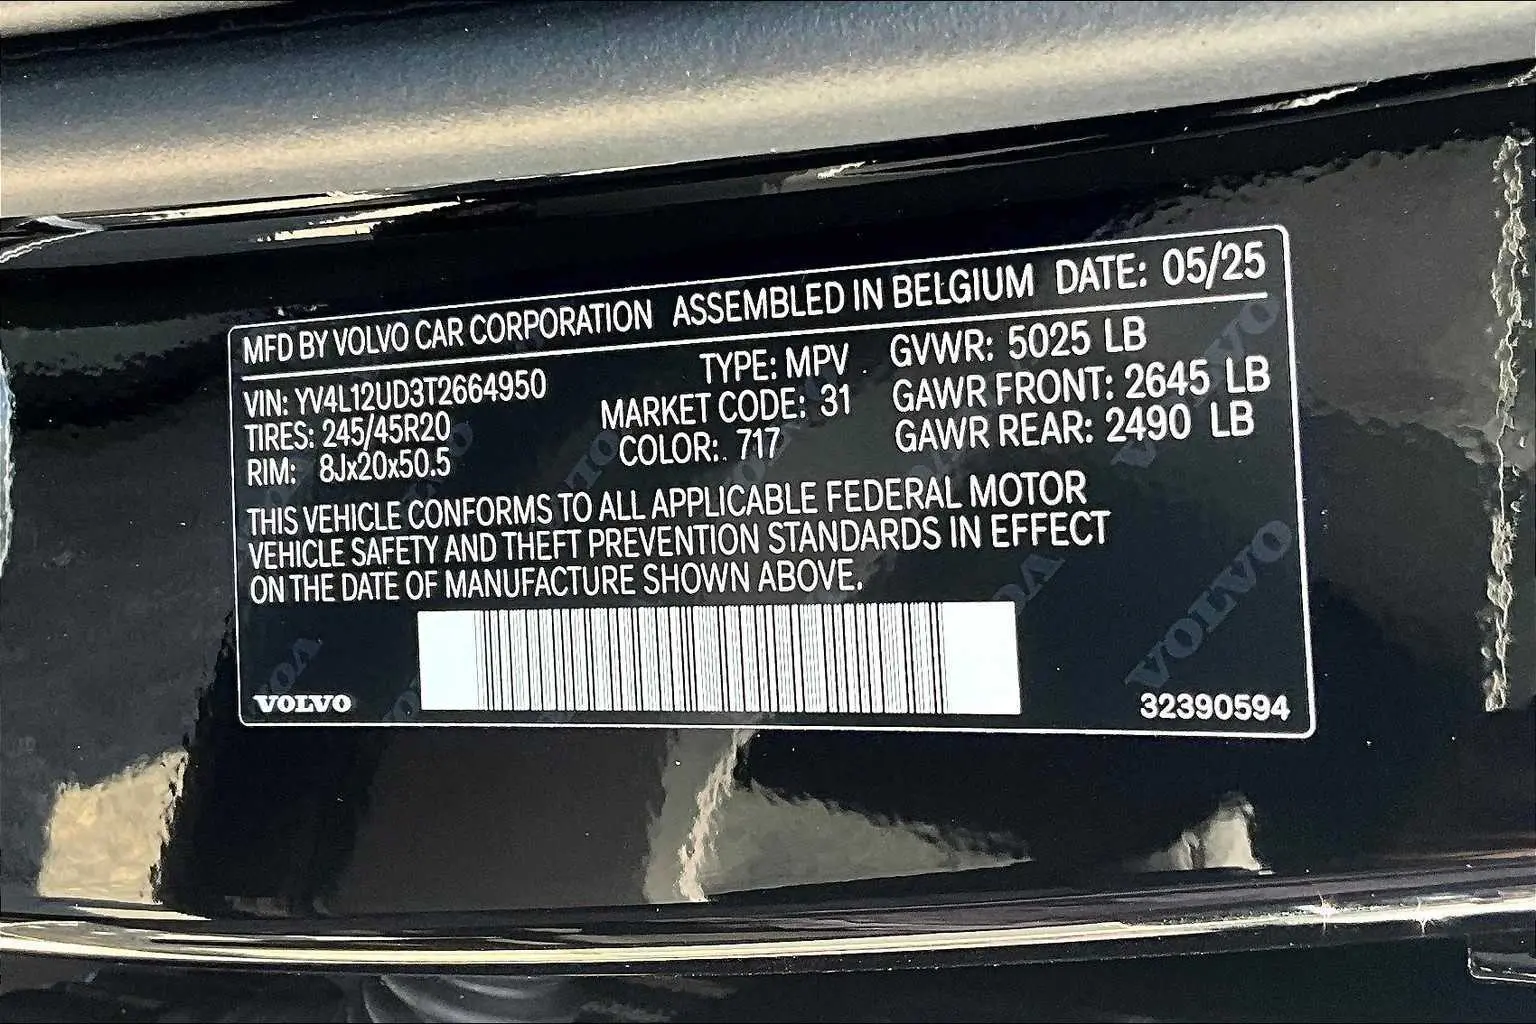 MFD BY VOLVO CAR CORPORATION ASSEMBLED IN BELGIUM DATE: 05/25
VIN: YV4L12UD3T2664950 TYPE: MPV GVWR: 5025 LB
TIRES: 245/45R20 MARKET CODE: 31 GAWR FRONT: 2645 LB
RIM: 8Jx20x50.5 COLOR: 717 GAWR REAR: 2490 LB
THIS VEHICLE CONFORMS TO ALL APPLICABLE FEDERAL MOTOR
VEHICLE SAFETY AND THEFT PREVENTION STANDARDS IN EFFECT
ON THE DATE OF MANUFACTURE SHOWN ABOVE.
VOLVO 32390594